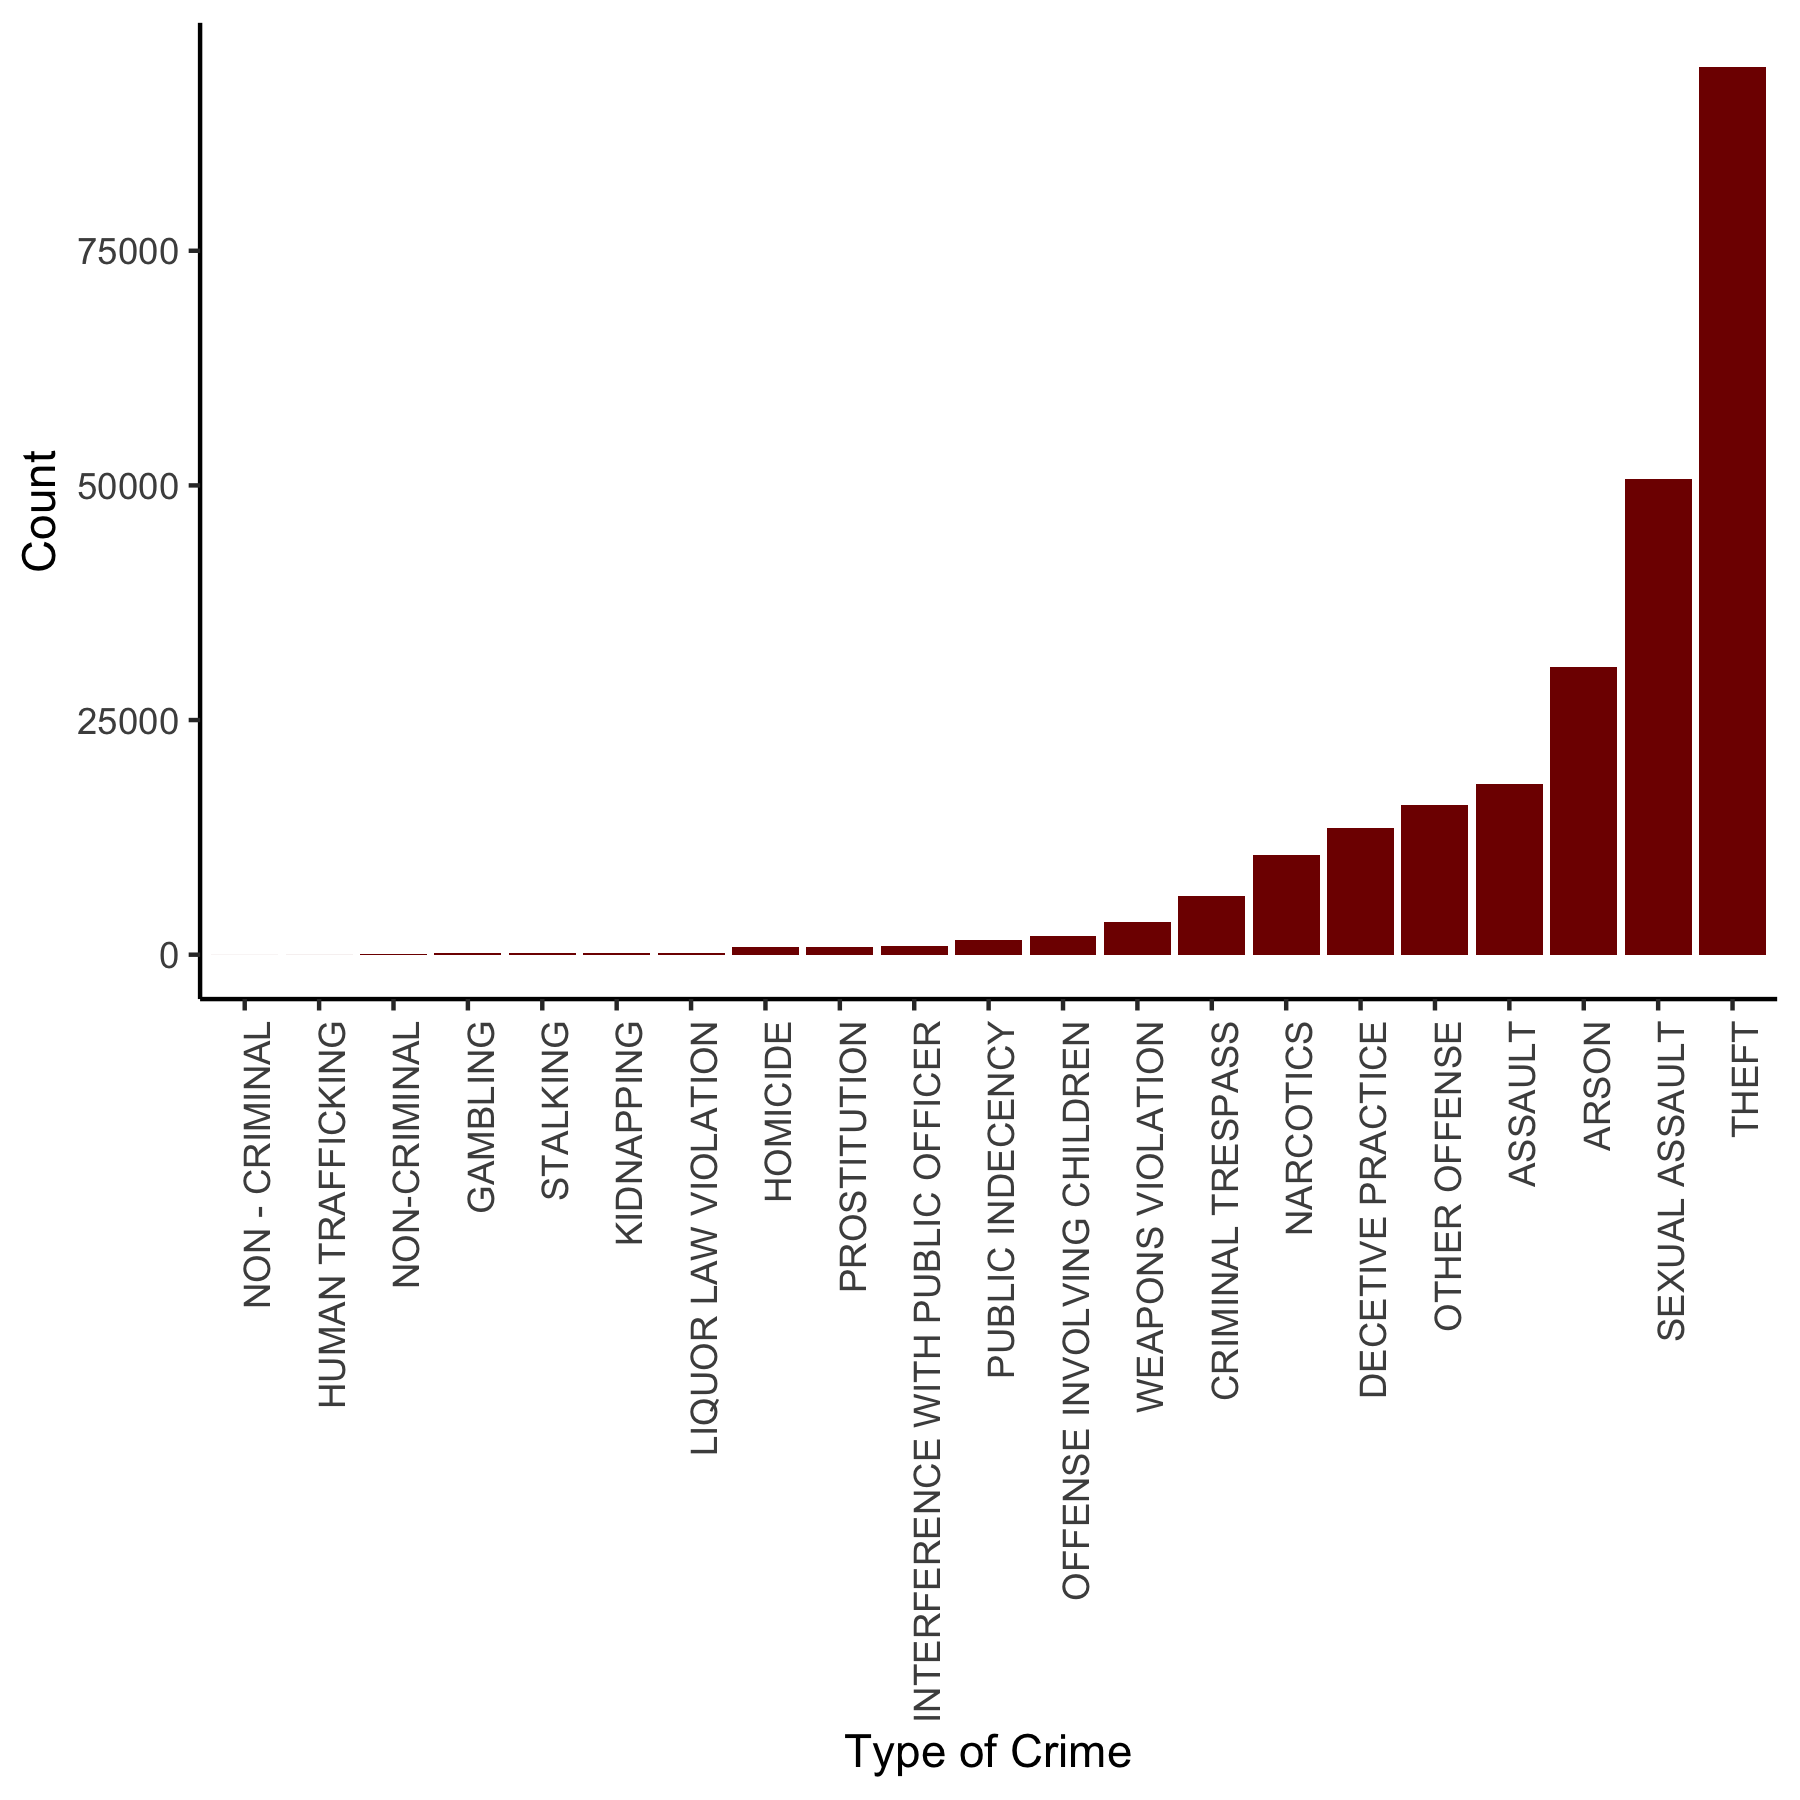 Count
75000
50000
25000
0
NON - CRIMINAL
HUMAN TRAFFICKING
NON-CRIMINAL
GAMBLING
STALKING
KIDNAPPING
LIQUOR LAW VIOLATION
HOMICIDE
PROSTITUTION
INTERFERENCE WITH PUBLIC OFFICER
PUBLIC INDECENCY
OFFENSE INVOLVING CHILDREN
WEAPONS VIOLATION
CRIMINAL TRESPASS
NARCOTICS
DECETIVE PRACTICE
OTHER OFFENSE
ASSAULT
ARSON
SEXUAL ASSAULT
THEFT
Type of Crime